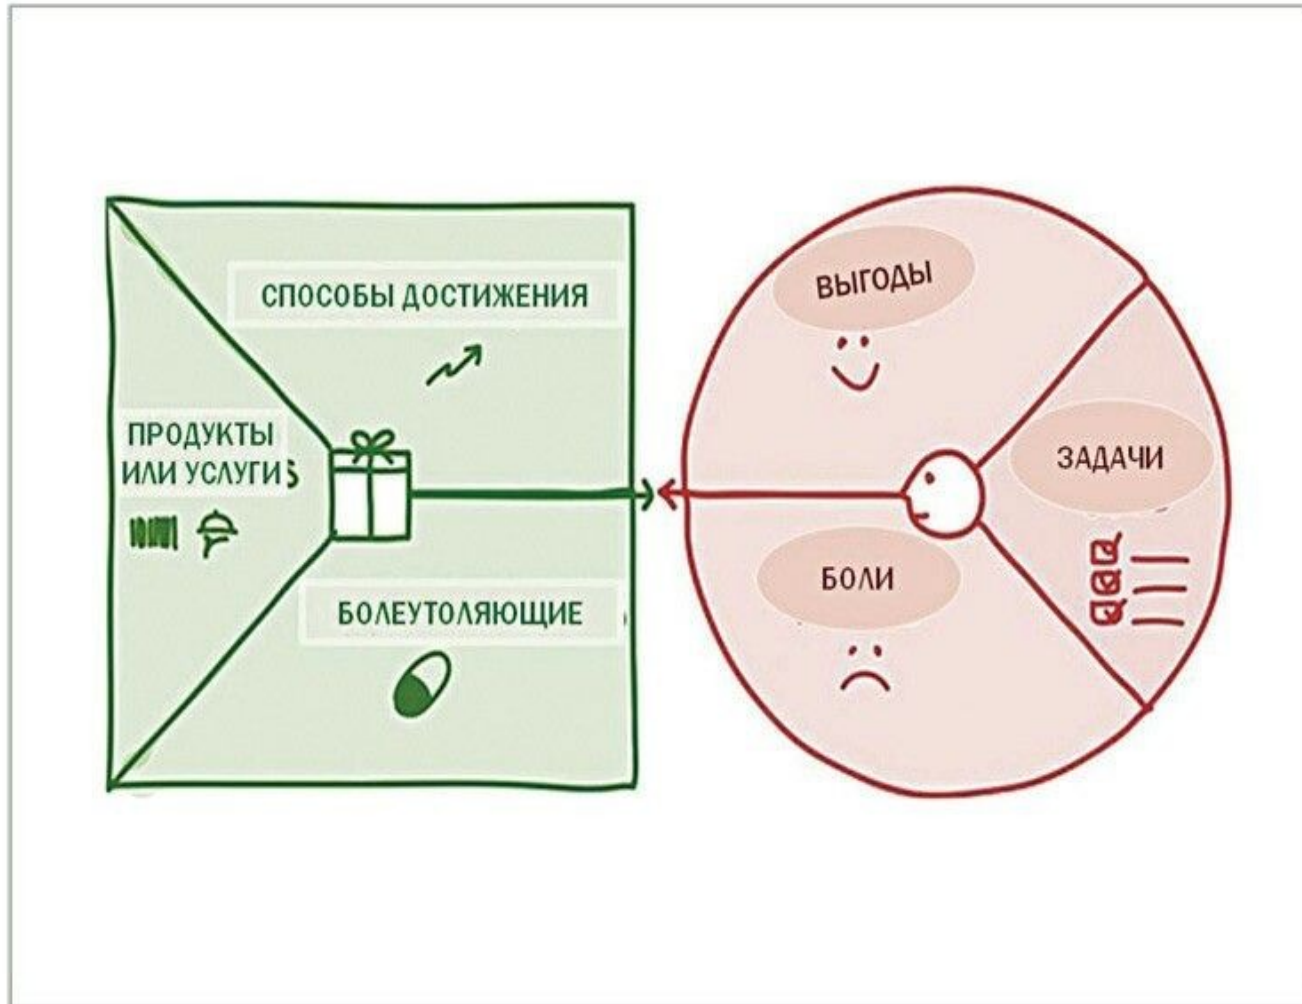 СПОСОБЫ ДОСТИЖЕНИЯ
ПРОДУКТЫ
ИЛИ УСЛУГИ
БОЛЕУТОЛЯЮЩИЕ
ВЫГОДЫ
ЗАДАЧИ
БОЛИ